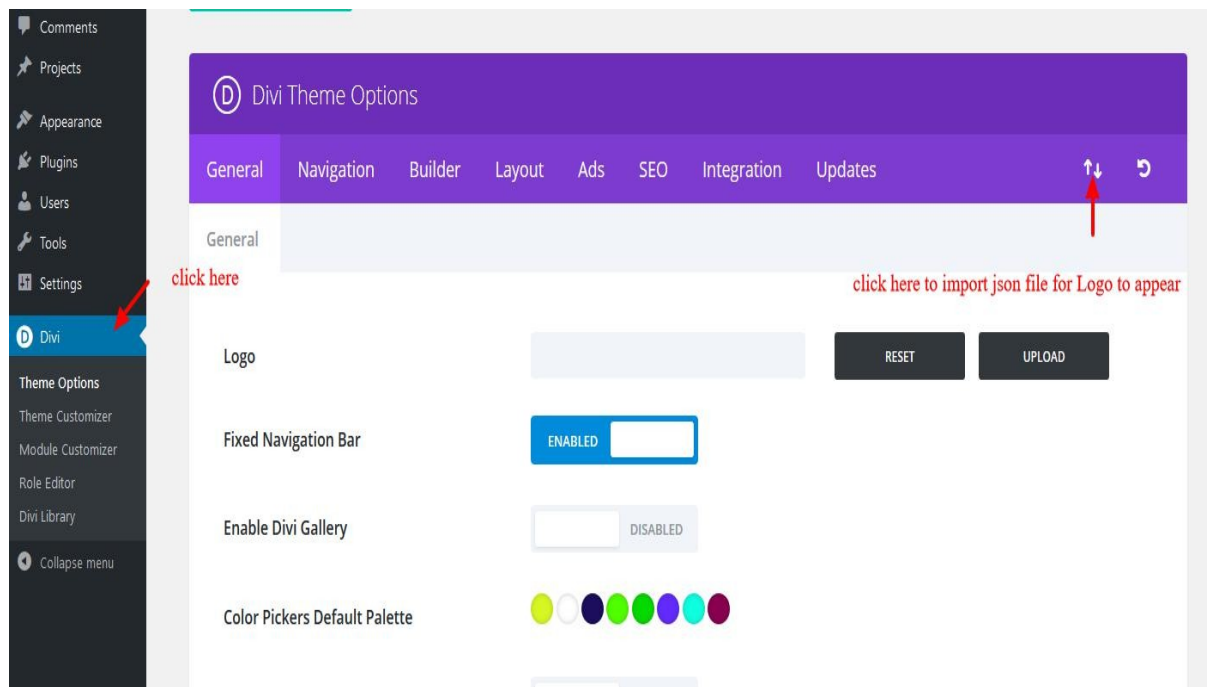 Comments
Projects
Appearance
Plugins
Users
Tools
Settings
Divi
Theme Options
Theme Customizer
Module Customizer
Role Editor
Divi Library
Collapse menu
click here
D Divi Theme Options
General Navigation Builder Layout Ads SEO Integration Updates
General
click here to import json file for Logo to appear
Logo RESET UPLOAD
Fixed Navigation Bar ENABLED
Enable Divi Gallery DISABLED
Color Pickers Default Palette